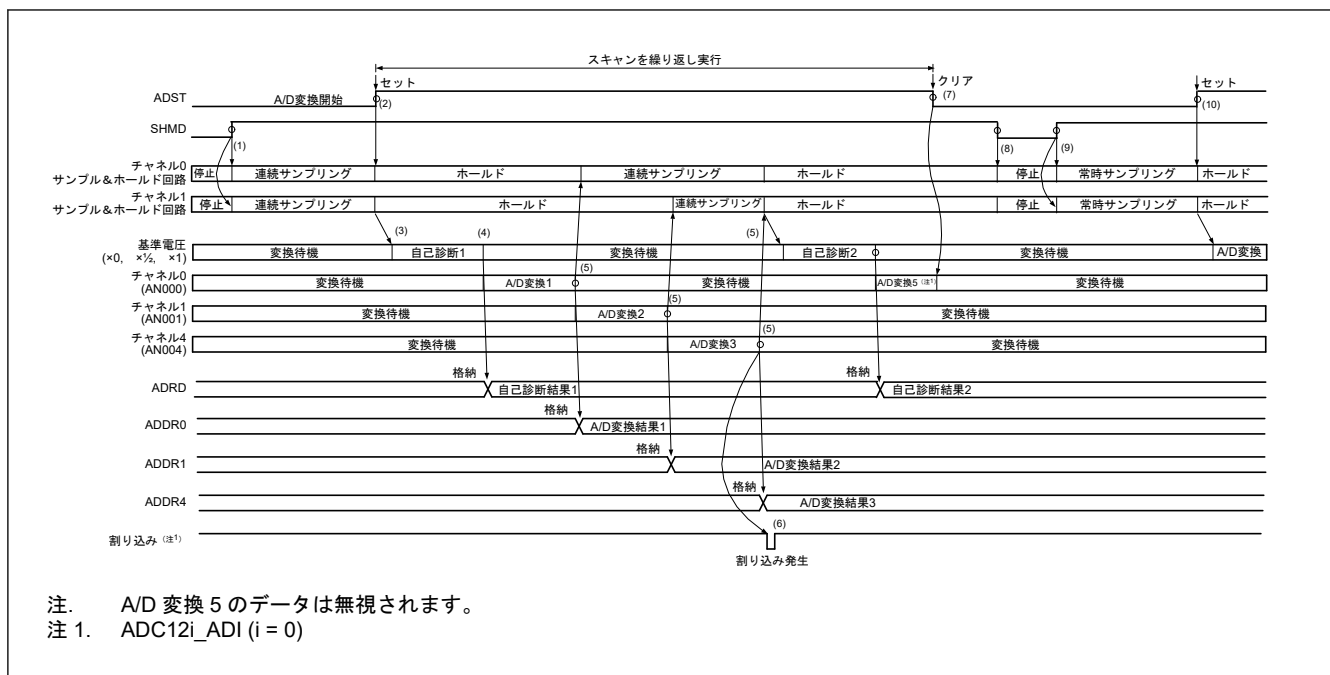 スキャンを繰り返し実行
セット クリア セット
ADST A/D変換開始 (2) (7) (10)
SHMD (1) (8) (9)
チャネル0
サンプル＆ホールド回路 停止 連続サンプリング ホールド 連続サンプリング ホールド 停止 常時サンプリング ホールド
チャネル1
サンプル＆ホールド回路 停止 連続サンプリング ホールド 連続サンプリング ホールド 停止 常時サンプリング ホールド
(3) (4) (5)
基準電圧
(×0, ×½, ×1) 変換待機 自己診断1 変換待機 自己診断2 変換待機 A/D変換
(5)
チャネル0
(AN000) 変換待機 A/D変換1 変換待機 A/D変換5 (注1) 変換待機
(5)
チャネル1
(AN001) 変換待機 A/D変換2 変換待機
(5)
チャネル4
(AN004) 変換待機 A/D変換3 変換待機
格納 格納
ADRD 自己診断結果1 自己診断結果2
格納
ADDR0 A/D変換結果1
格納
ADDR1 A/D変換結果2
格納
ADDR4 A/D変換結果3
(6)
割り込み (注1)
割り込み発生
注. A/D 変換 5 のデータは無視されます。
注 1. ADC12i_ADI (i = 0)